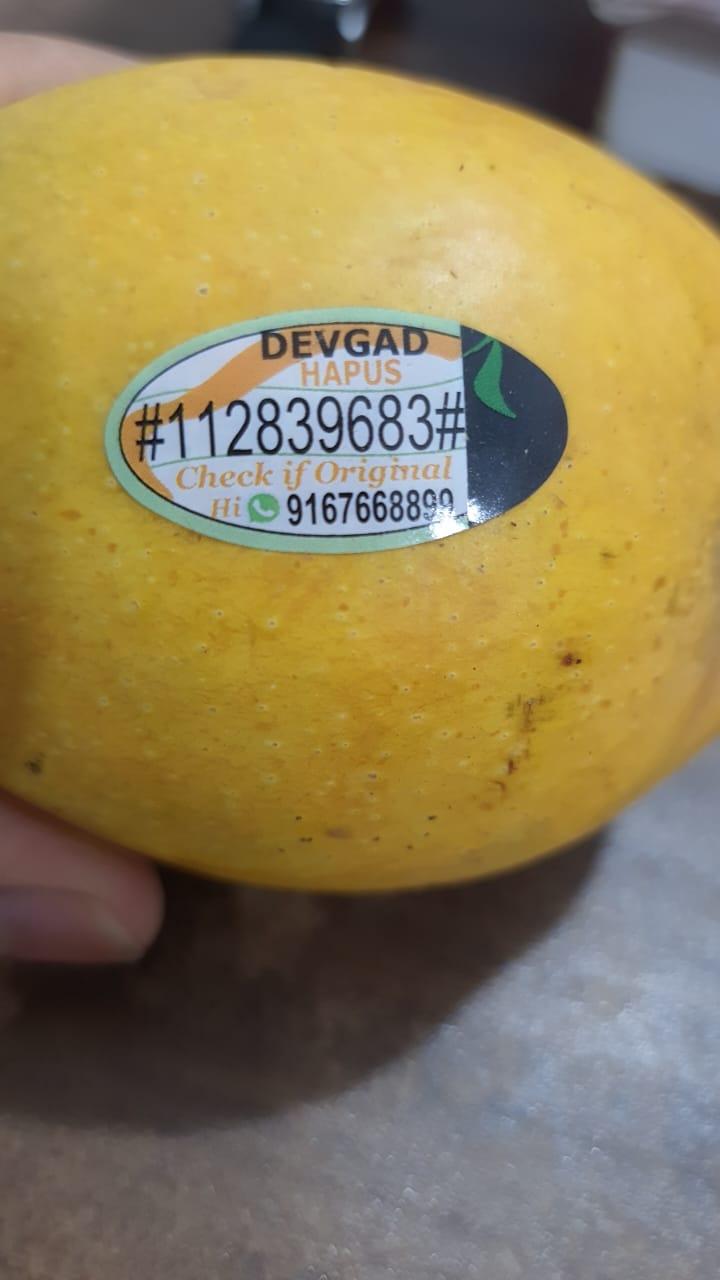 DEVGAD
HAPUS
#112839683#
Check if Original
Hi 9167668899